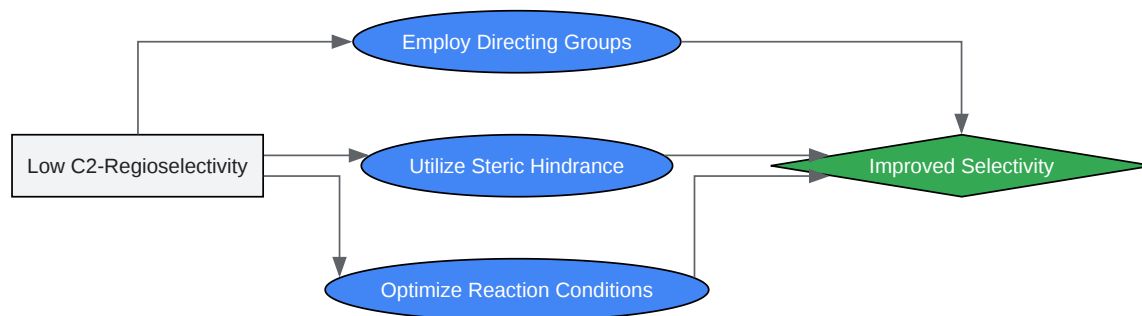 Employ Directing Groups
Low C2-Regioselectivity
Utilize Steric Hindrance
Improved Selectivity
Optimize Reaction Conditions